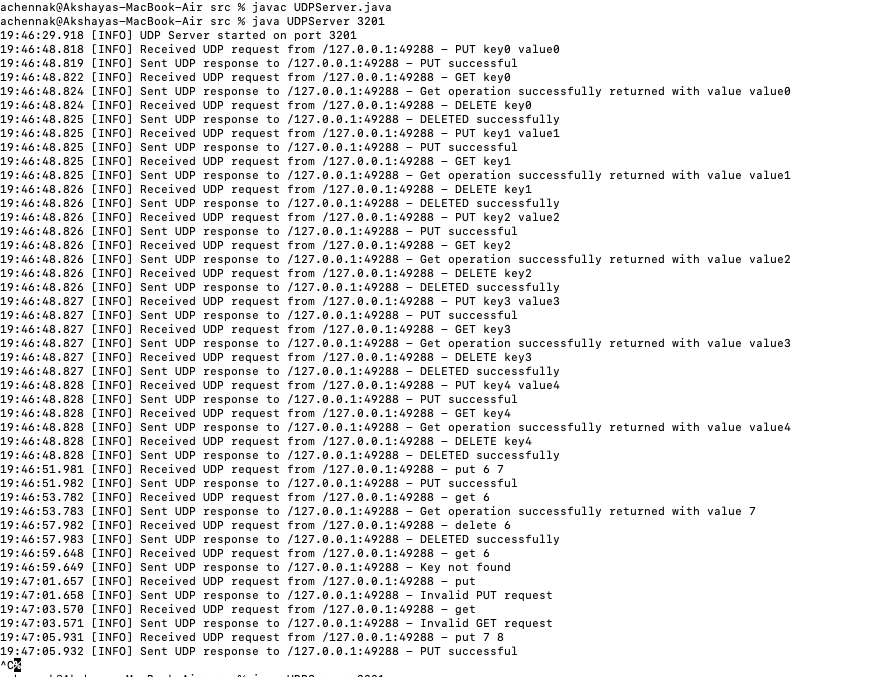 achennak@Akshayas-MacBook-Air src % javac UDPServer.java
achennak@Akshayas-MacBook-Air src % java UDPServer 3201
19:46:29.918 [INFO] UDP Server started on port 3201
19:46:48.818 [INFO] Received UDP request from /127.0.0.1:49288 – PUT key0 value0
19:46:48.819 [INFO] Sent UDP response to /127.0.0.1:49288 – PUT successful
19:46:48.822 [INFO] Received UDP request from /127.0.0.1:49288 – GET key0
19:46:48.824 [INFO] Sent UDP response to /127.0.0.1:49288 – Get operation successfully returned with value value0
19:46:48.824 [INFO] Received UDP request from /127.0.0.1:49288 – DELETE key0
19:46:48.825 [INFO] Sent UDP response to /127.0.0.1:49288 – DELETED successfully
19:46:48.825 [INFO] Received UDP request from /127.0.0.1:49288 – PUT key1 value1
19:46:48.825 [INFO] Sent UDP response to /127.0.0.1:49288 – PUT successful
19:46:48.825 [INFO] Received UDP request from /127.0.0.1:49288 – GET key1
19:46:48.825 [INFO] Sent UDP response to /127.0.0.1:49288 – Get operation successfully returned with value value1
19:46:48.826 [INFO] Received UDP request from /127.0.0.1:49288 – DELETE key1
19:46:48.826 [INFO] Sent UDP response to /127.0.0.1:49288 – DELETED successfully
19:46:48.826 [INFO] Received UDP request from /127.0.0.1:49288 – PUT key2 value2
19:46:48.826 [INFO] Sent UDP response to /127.0.0.1:49288 – PUT successful
19:46:48.826 [INFO] Received UDP request from /127.0.0.1:49288 – GET key2
19:46:48.826 [INFO] Sent UDP response to /127.0.0.1:49288 – Get operation successfully returned with value value2
19:46:48.826 [INFO] Received UDP request from /127.0.0.1:49288 – DELETE key2
19:46:48.826 [INFO] Sent UDP response to /127.0.0.1:49288 – DELETED successfully
19:46:48.827 [INFO] Received UDP request from /127.0.0.1:49288 – PUT key3 value3
19:46:48.827 [INFO] Sent UDP response to /127.0.0.1:49288 – PUT successful
19:46:48.827 [INFO] Received UDP request from /127.0.0.1:49288 – GET key3
19:46:48.827 [INFO] Sent UDP response to /127.0.0.1:49288 – Get operation successfully returned with value value3
19:46:48.827 [INFO] Received UDP request from /127.0.0.1:49288 – DELETE key3
19:46:48.827 [INFO] Sent UDP response to /127.0.0.1:49288 – DELETED successfully
19:46:48.828 [INFO] Received UDP request from /127.0.0.1:49288 – PUT key4 value4
19:46:48.828 [INFO] Sent UDP response to /127.0.0.1:49288 – PUT successful
19:46:48.828 [INFO] Received UDP request from /127.0.0.1:49288 – GET key4
19:46:48.828 [INFO] Sent UDP response to /127.0.0.1:49288 – Get operation successfully returned with value value4
19:46:48.828 [INFO] Received UDP request from /127.0.0.1:49288 – DELETE key4
19:46:48.828 [INFO] Sent UDP response to /127.0.0.1:49288 – DELETED successfully
19:46:51.981 [INFO] Received UDP request from /127.0.0.1:49288 – put 6 7
19:46:51.982 [INFO] Sent UDP response to /127.0.0.1:49288 – PUT successful
19:46:53.782 [INFO] Received UDP request from /127.0.0.1:49288 – get 6
19:46:53.783 [INFO] Sent UDP response to /127.0.0.1:49288 – Get operation successfully returned with value 7
19:46:57.982 [INFO] Received UDP request from /127.0.0.1:49288 – delete 6
19:46:57.983 [INFO] Sent UDP response to /127.0.0.1:49288 – DELETED successfully
19:46:59.648 [INFO] Received UDP request from /127.0.0.1:49288 – get 6
19:46:59.649 [INFO] Sent UDP response to /127.0.0.1:49288 – Key not found
19:47:01.657 [INFO] Received UDP request from /127.0.0.1:49288 – put
19:47:01.658 [INFO] Sent UDP response to /127.0.0.1:49288 – Invalid PUT request
19:47:03.570 [INFO] Received UDP request from /127.0.0.1:49288 – get
19:47:03.571 [INFO] Sent UDP response to /127.0.0.1:49288 – Invalid GET request
19:47:05.931 [INFO] Received UDP request from /127.0.0.1:49288 – put 7 8
19:47:05.932 [INFO] Sent UDP response to /127.0.0.1:49288 – PUT successful
^C%